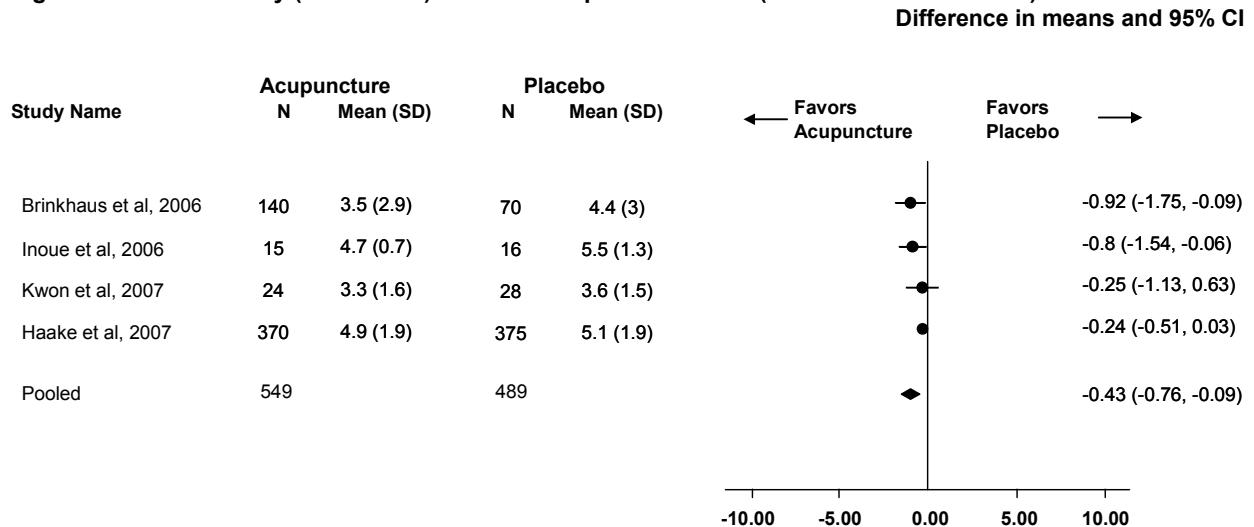 Difference in means and 95% CI
Acupuncture Placebo
Study Name N Mean (SD) N Mean (SD)
Favors Acupuncture
Favors Placebo
Brinkhaus et al, 2006 140 3.5 (2.9) 70 4.4 (3) -0.92 (-1.75, -0.09)
Inoue et al, 2006 15 4.7 (0.7) 16 5.5 (1.3) -0.8 (-1.54, -0.06)
Kwon et al, 2007 24 3.3 (1.6) 28 3.6 (1.5) -0.25 (-1.13, 0.63)
Haake et al, 2007 370 4.9 (1.9) 375 5.1 (1.9) -0.24 (-0.51, 0.03)
Pooled 549 489 -0.43 (-0.76, -0.09)
-10.00 -5.00 0.00 5.00 10.00